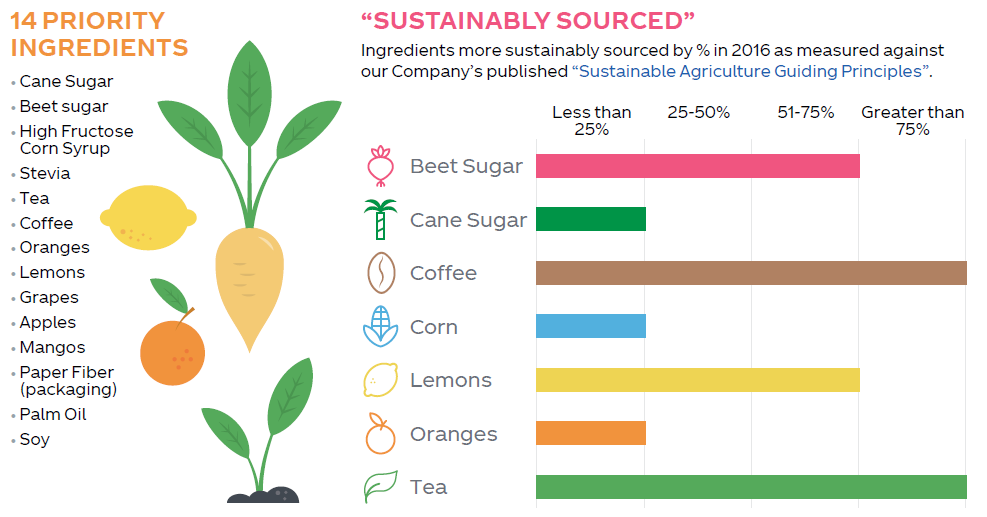 14 PRIORITY
INGREDIENTS
• Cane Sugar
• Beet sugar
• High Fructose
Corn Syrup
• Stevia
• Tea
• Coffee
• Oranges
• Lemons
• Grapes
• Apples
• Mangos
• Paper Fiber
(packaging)
• Palm Oil
• Soy
“SUSTAINABLY SOURCED”
Ingredients more sustainably sourced by % in 2016 as measured against
our Company’s published “Sustainable Agriculture Guiding Principles”.
Less than
25%
25-50%
51-75%
Greater than
75%
Beet Sugar
Cane Sugar
Coffee
Corn
Lemons
Oranges
Tea